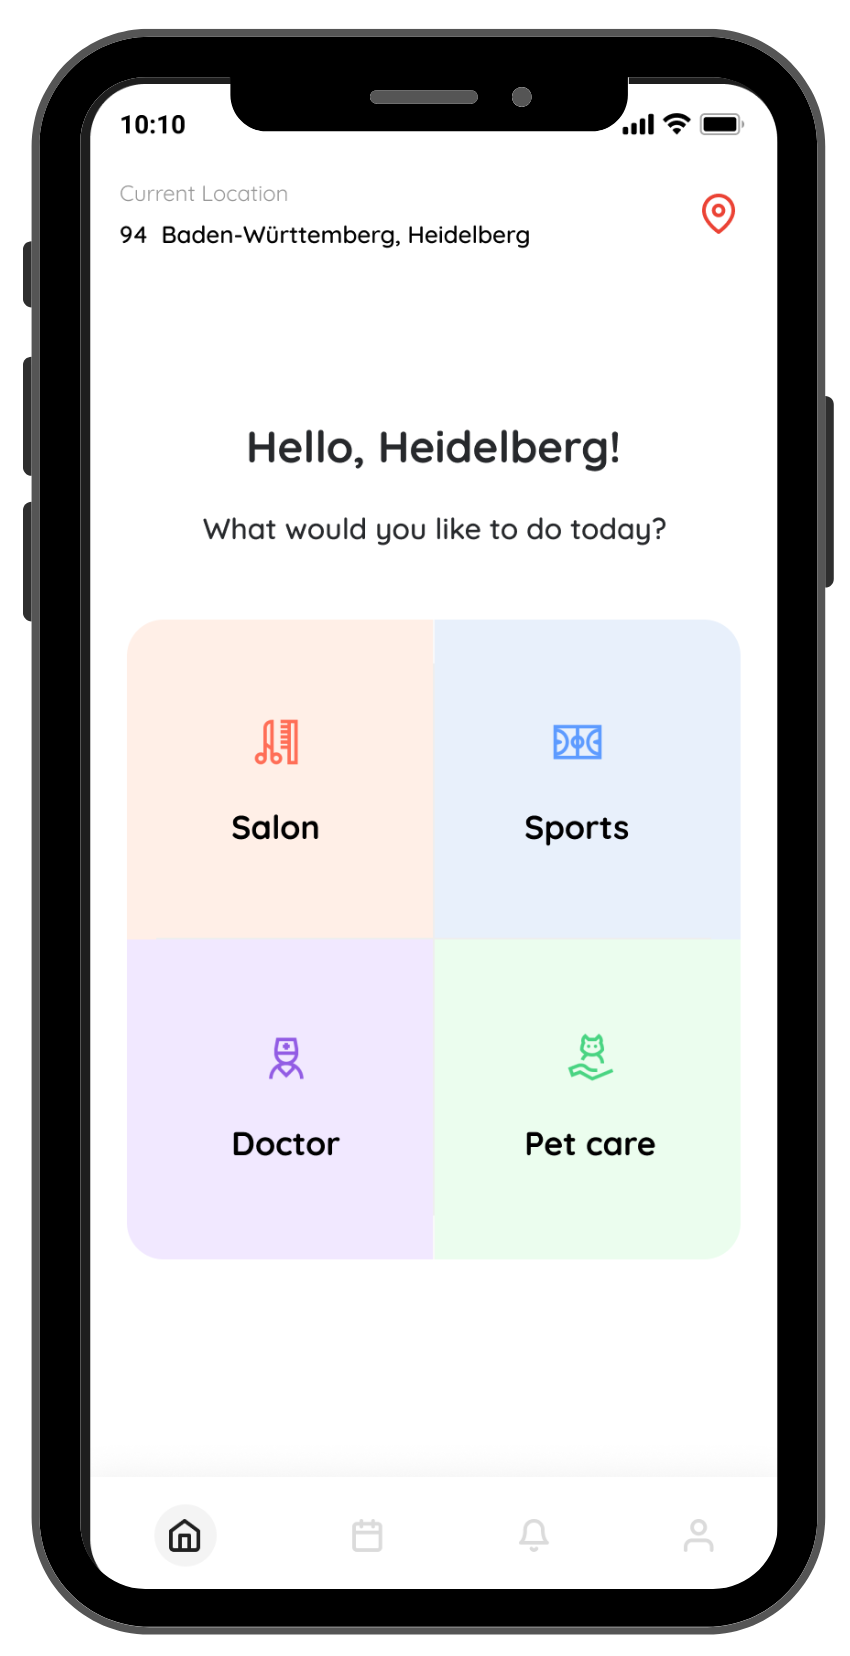 10:10
Current Location
94 Baden-Württemberg, Heidelberg
Hello, Heidelberg!
What would you like to do today?
Salon
Sports
Doctor
Pet care